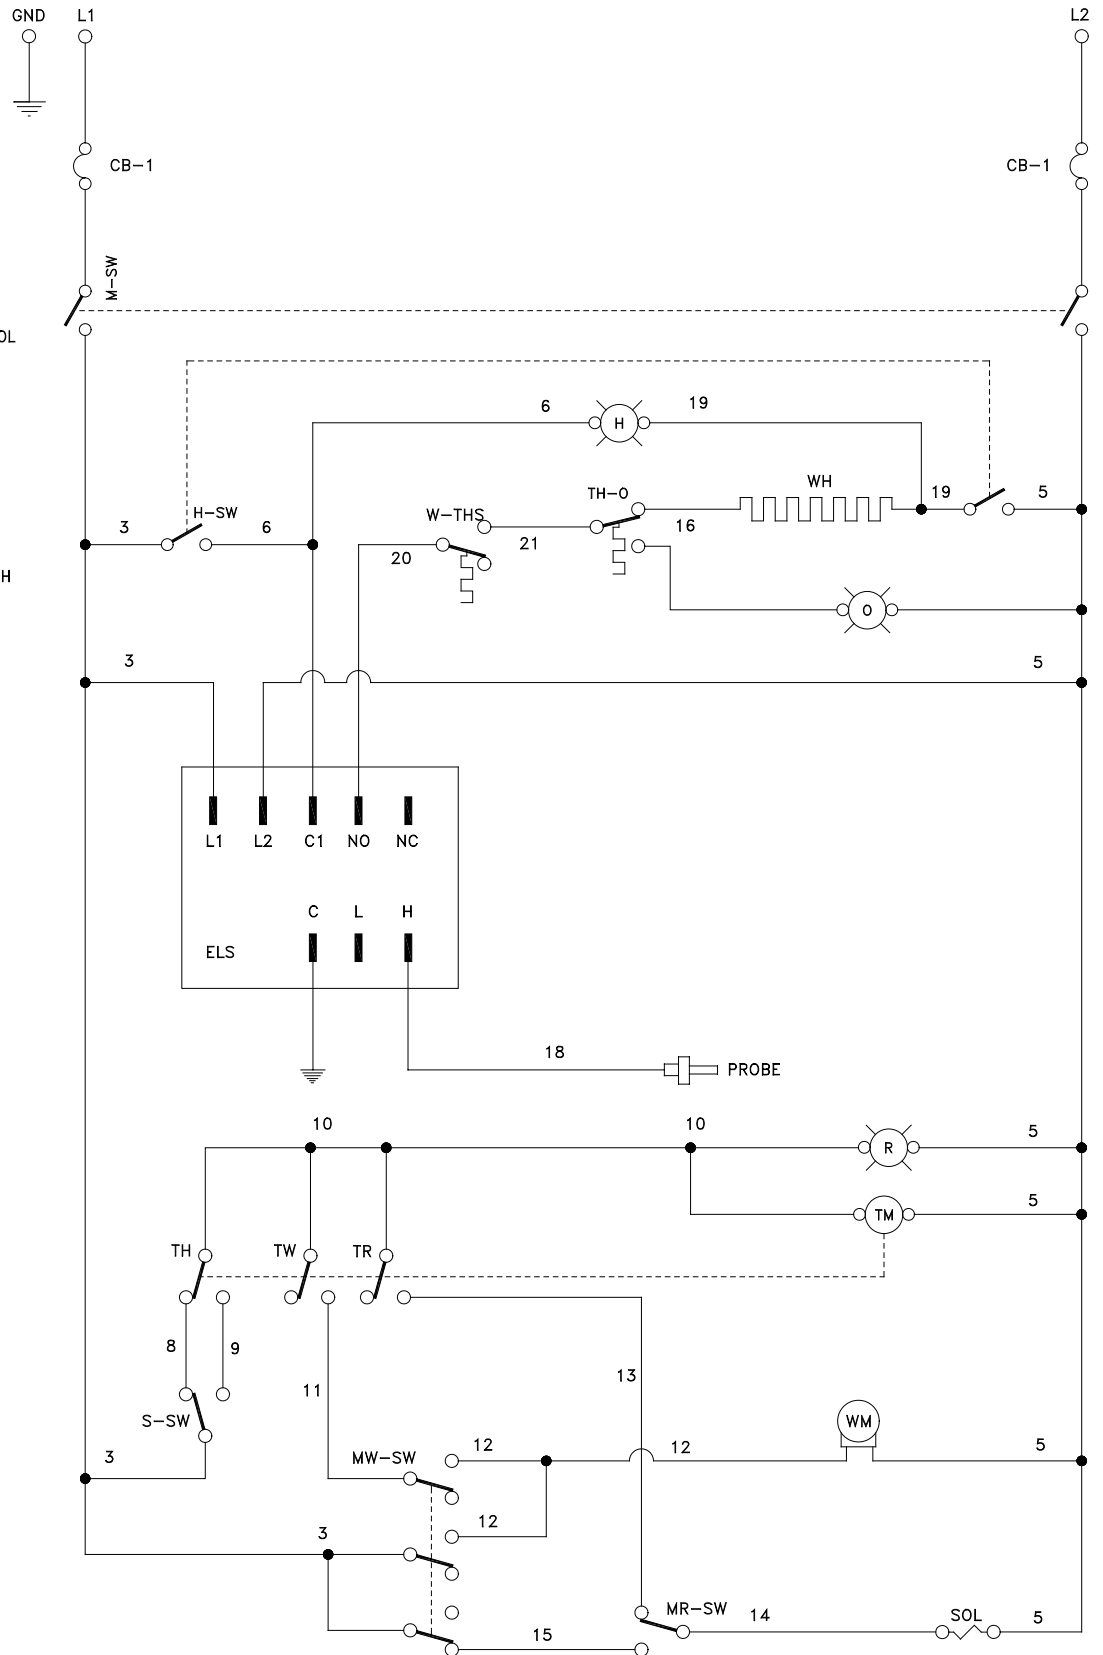 GND L1 L2
CB-1 CB-1
M-SW
OL
6 H 19
WH
TH-O
H-SW W-THS 19 5
3 6 16
20 21
H
O
3 5
L1 L2 C1 NO NC
C L H
ELS
18
PROBE
10 10 R 5
TM 5
TH TW TR
8 9
11 13
S-SW WM
3 MW-SW 12 12 5
12
3
MR-SW 14 SOL 5
15